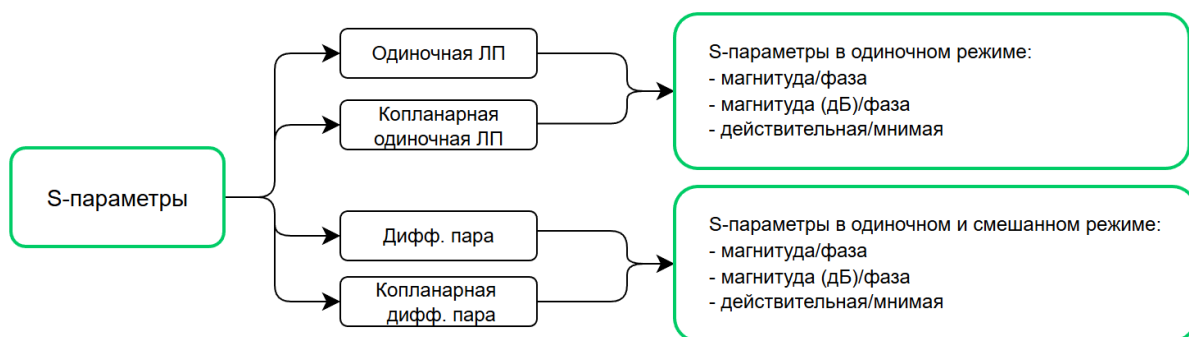 S-параметры
Одиночная ЛП
Копланарная
одиночная ЛП
Дифф. пара
Копланарная
дифф. пара
S-параметры в одиночном режиме:
- магнитуда/фаза
- магнитуда (дБ)/фаза
- действительная/мнимая
S-параметры в одиночном и смешанном режиме:
- магнитуда/фаза
- магнитуда (дБ)/фаза
- действительная/мнимая